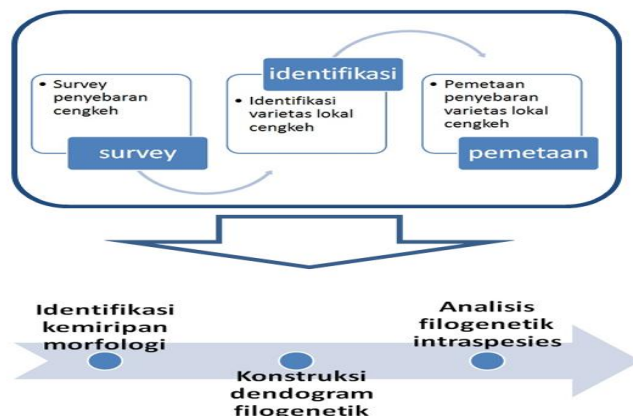 • Survey
penyebaran
cengkeh
survey
identifikasi
• Identifikasi
varietas lokal
cengkeh
• Pemetaan
penyebaran
varietas lokal
cengkeh
pemetaan
Identifikasi
kemiripan
morfologi
Konstruksi
dendogram
filogenetik
Analisis
filogenetik
intraspesies